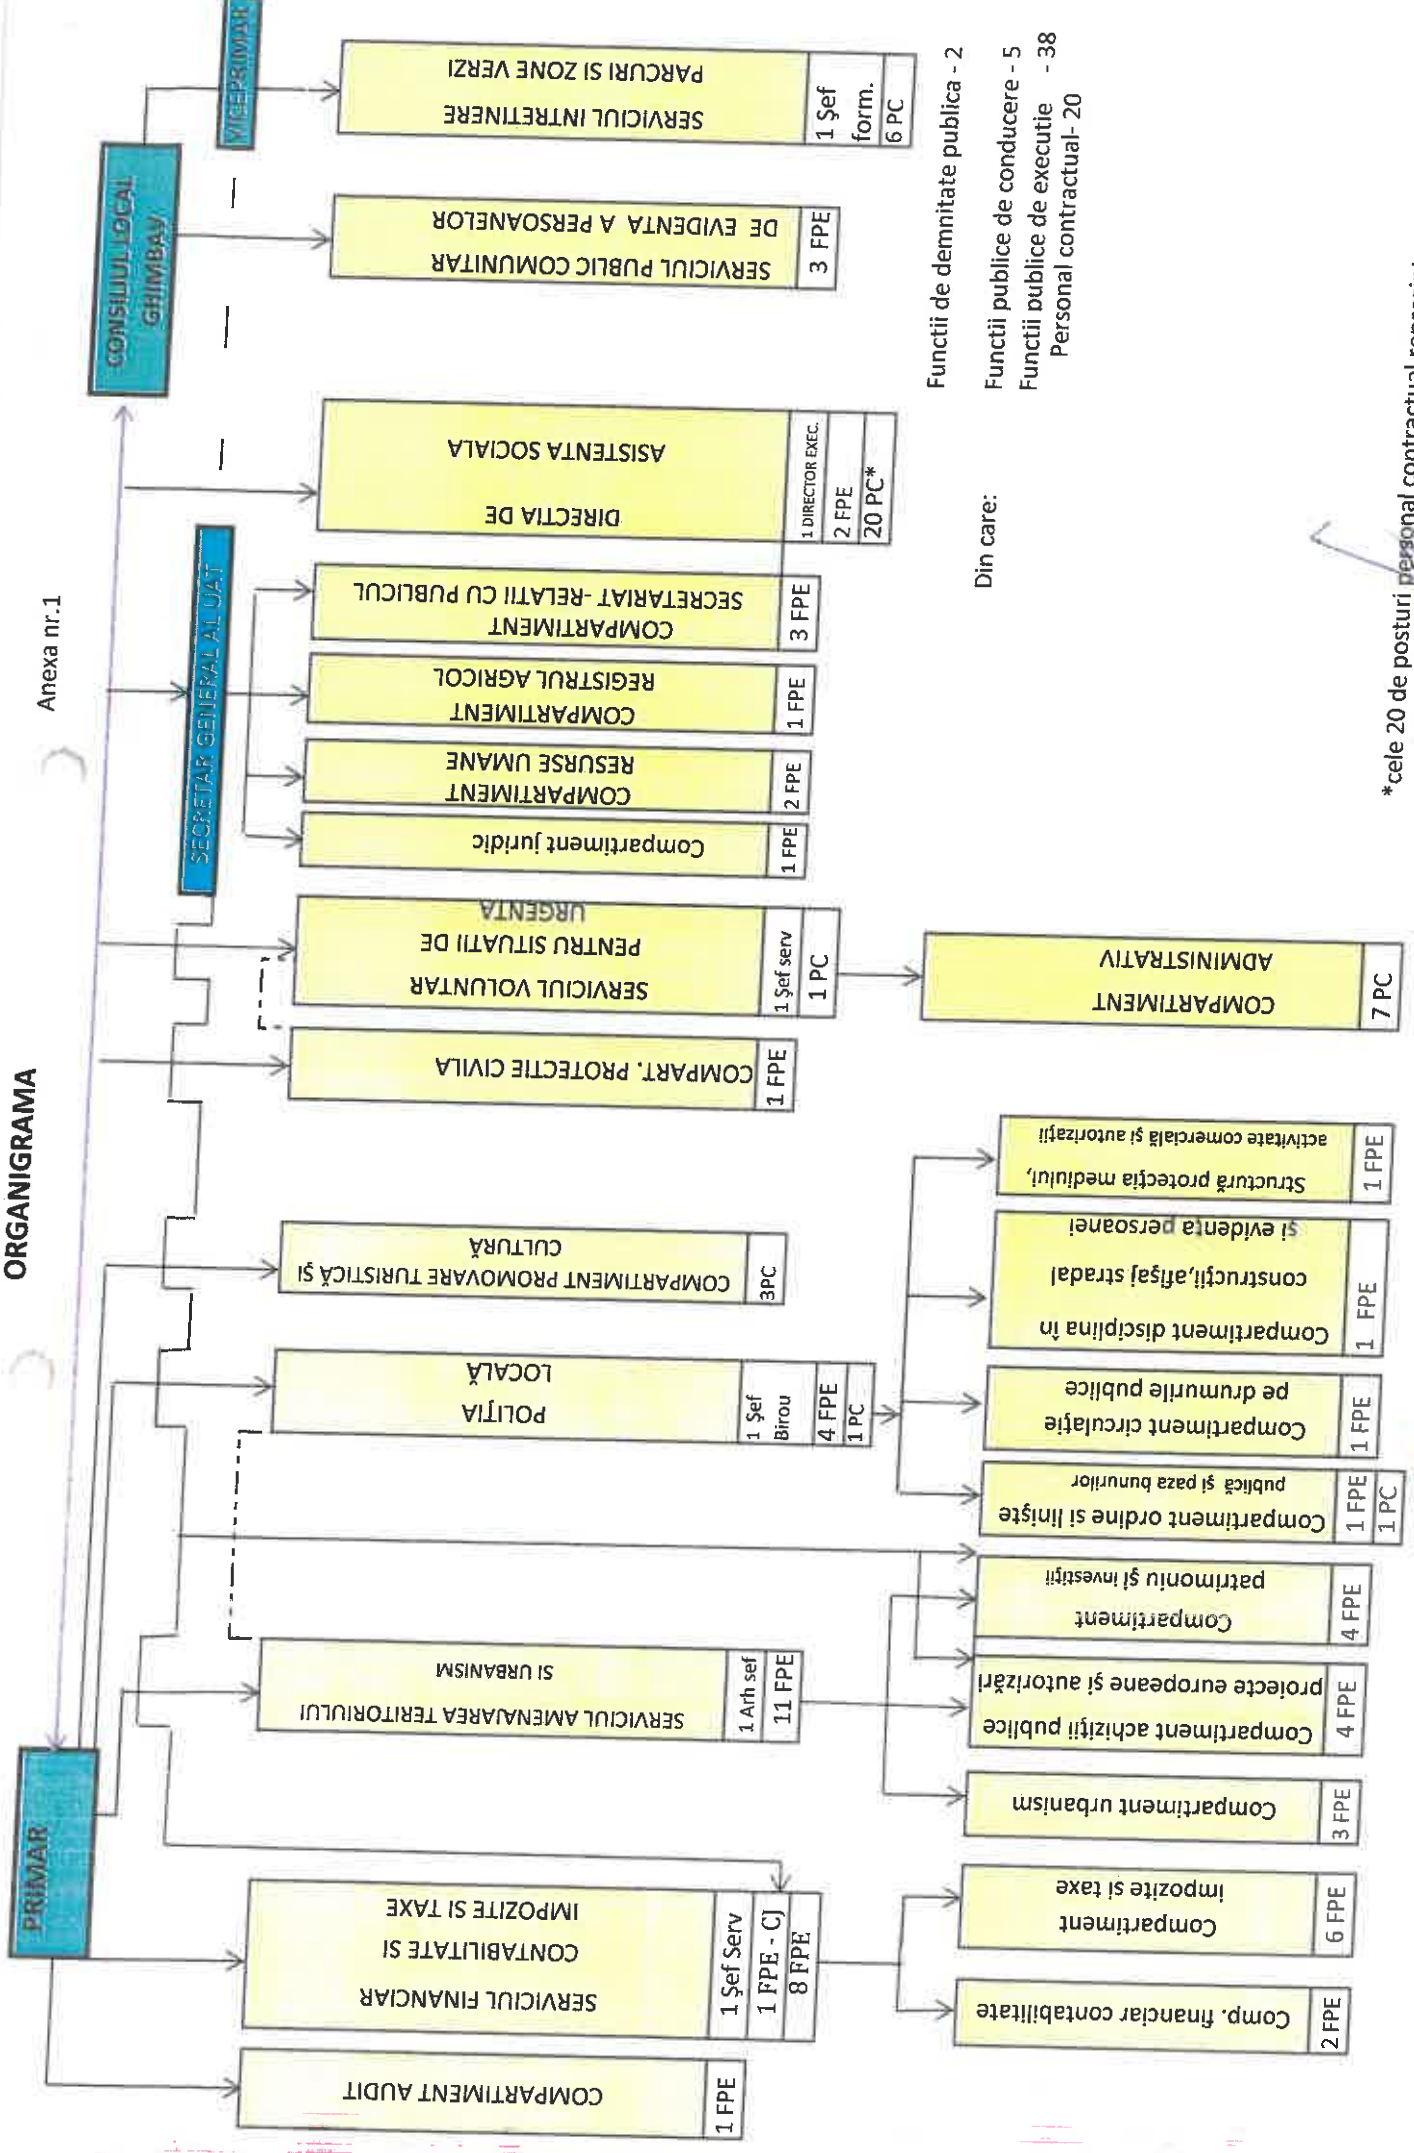 ORGANIGRAMA
Anexa nr.1
PRIMAR
CONSILIUL LOCAL
GHIMBAV
VICEPRIMAR
SECRETAR GENERAL AL UAT
COMPARTIMENT AUDIT
1 FPE
SERVICIUL FINANCIAR
CONTABILITATE SI
IMPOZITE SI TAXE
1 Şef Serv
1 FPE - CJ
8 FPE
SERVICIUL AMENAJAREA TERITORIULUI
SI URBANISM
1 Arh sef
11 FPE
POLIŢIA
LOCALĂ
1 Şef
Birou
4 FPE
1 PC
COMPARTIMENT PROMOVARE TURISTICĂ ŞI
CULTURĂ
3PC
COMPART. PROTECTIE CIVILA
1 FPE
SERVICIUL VOLUNTAR
PENTRU SITUATII DE
URGENTA
1 Şef serv
1 PC
Compartiment juridic
1 FPE
COMPARTIMENT
RESURSE UMANE
2 FPE
COMPARTIMENT
REGISTRUL AGRICOL
1 FPE
COMPARTIMENT
SECRETARIAT -RELATII CU PUBLICUL
3 FPE
DIRECTIA DE
ASISTENTA SOCIALA
1 DIRECTOR EXEC.
2 FPE
20 PC*
SERVICIUL PUBLIC COMUNITAR
DE EVIDENTA A PERSOANELOR
3 FPE
SERVICIUL INTRETINERE
PARCURI SI ZONE VERZI
1 Şef
form.
6 PC
Comp. financiar contabilitate
2 FPE
Compartiment
impozite si taxe
6 FPE
Compartiment urbanism
3 FPE
Compartiment achiziţii publice
proiecte europene şi autorizări
4 FPE
Compartiment
patrimoniu şi investiţii
4 FPE
Compartiment ordine si linişte
publică şi paza bunurilor
1 FPE
1 PC
Compartiment circulaţie
pe drumurile publice
1 FPE
Compartiment disciplina în
construcţii,afişaj stradal
şi evidenţa persoanei
1 FPE
Structură protecţia mediului,
activitate comercială şi autorizaţii
1 FPE
COMPARTIMENT
ADMINISTRATIV
7 PC
Functii de demnitate publica - 2
Din care:
Functii publice de conducere - 5
Functii publice de executie - 38
Personal contractual- 20
*cele 20 de posturi personal contractual